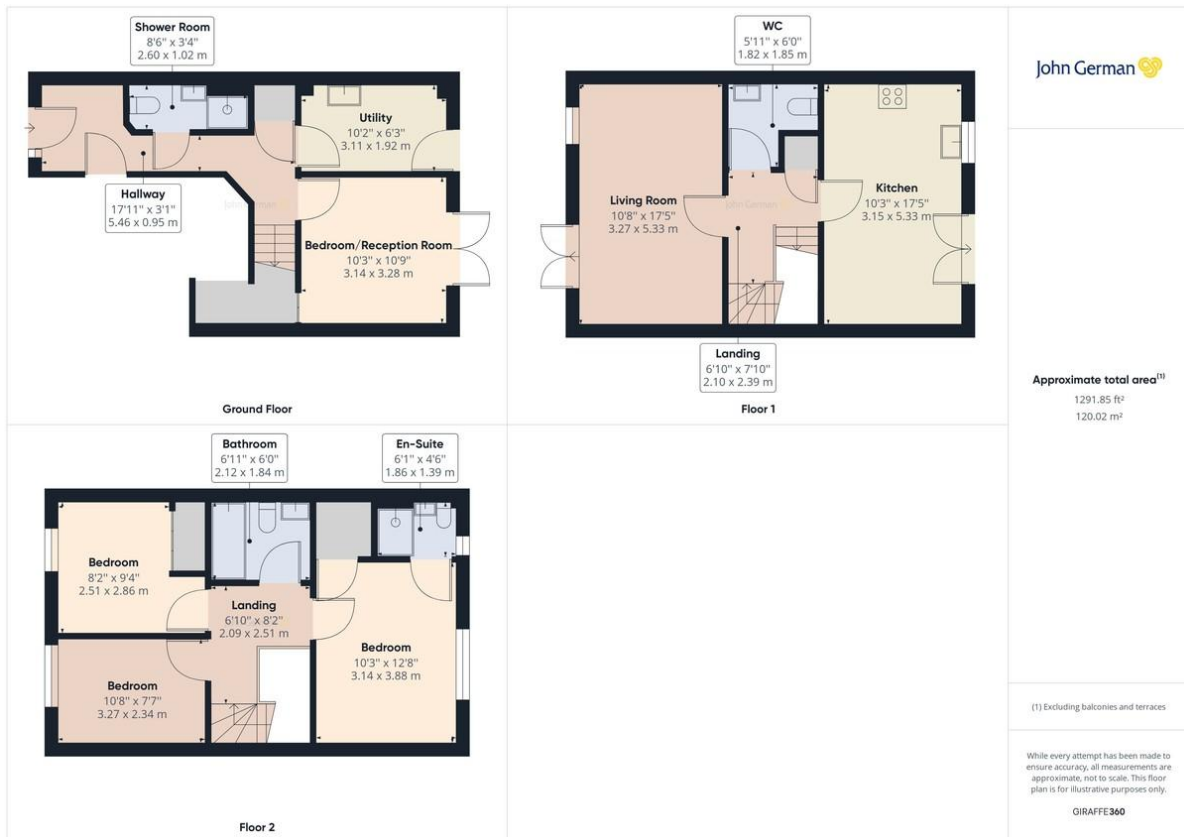 Shower Room
8'6" x 3'4"
2.60 x 1.02 m
Utility
10'2" x 6'3"
3.11 x 1.92 m
Hallway
17'11" x 3'1"
5.46 x 0.95 m
John German
Bedroom/Reception Room
10'3" x 10'9"
3.14 x 3.28 m
Ground Floor
WC
5'11" x 6'0"
1.82 x 1.85 m
Living Room
10'8" x 17'5"
3.27 x 5.33 m
John German
Kitchen
10'3" x 17'5"
3.15 x 5.33 m
Landing
6'10" x 7'10"
2.10 x 2.39 m
Floor 1
Bathroom
6'11" x 6'0"
2.12 x 1.84 m
En-Suite
6'1" x 4'6"
1.86 x 1.39 m
Bedroom
8'2" x 9'4"
2.51 x 2.86 m
Landing
6'10" x 8'2"
2.09 x 2.51 m
Bedroom
10'3" x 12'8"
3.14 x 3.88 m
Bedroom
10'8" x 7'7"
3.27 x 2.34 m
Floor 2
John German
Approximate total area(1)
1291.85 ft²
120.02 m²
(1) Excluding balconies and terraces
While every attempt has been made to
ensure accuracy, all measurements are
approximate, not to scale. This floor
plan is for illustrative purposes only.
GIRAFFE360